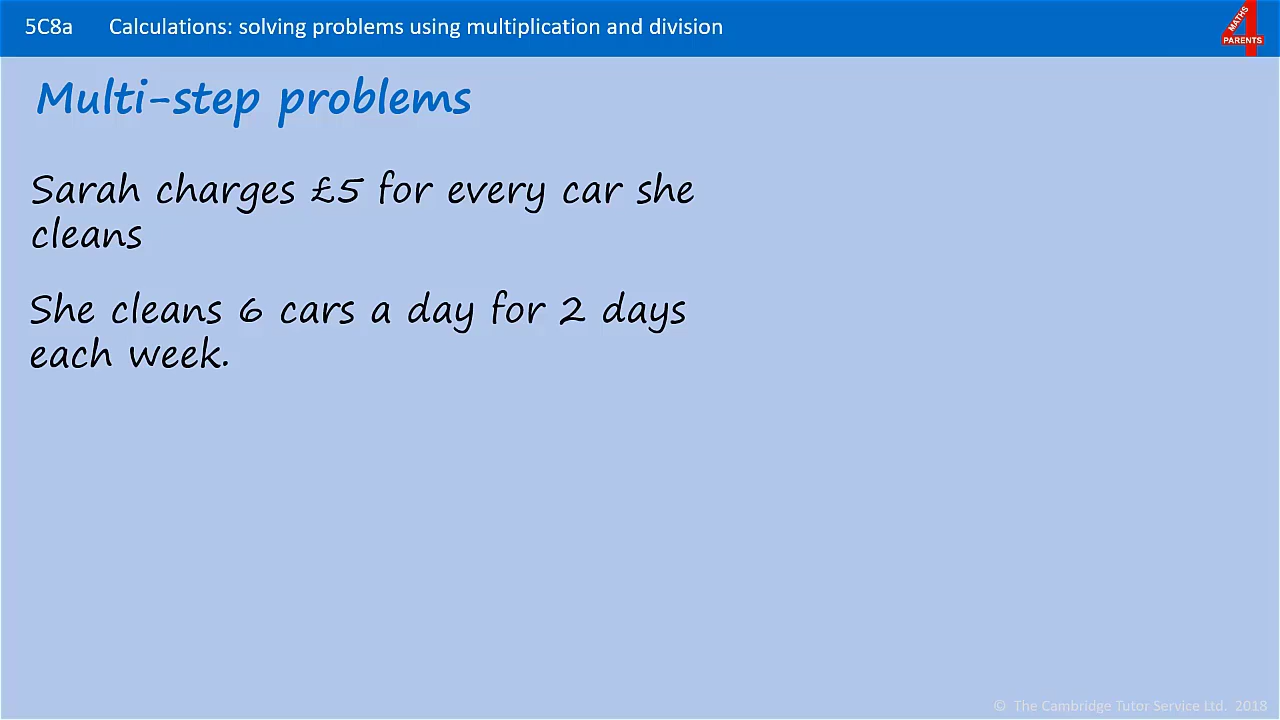 5C8a Calculations: solving problems using multiplication and division
MATHS
4
PARENTS
Multi-step problems
Sarah charges £5 for every car she
cleans
She cleans 6 cars a day for 2 days
each week.
© The Cambridge Tutor Service Ltd. 2018